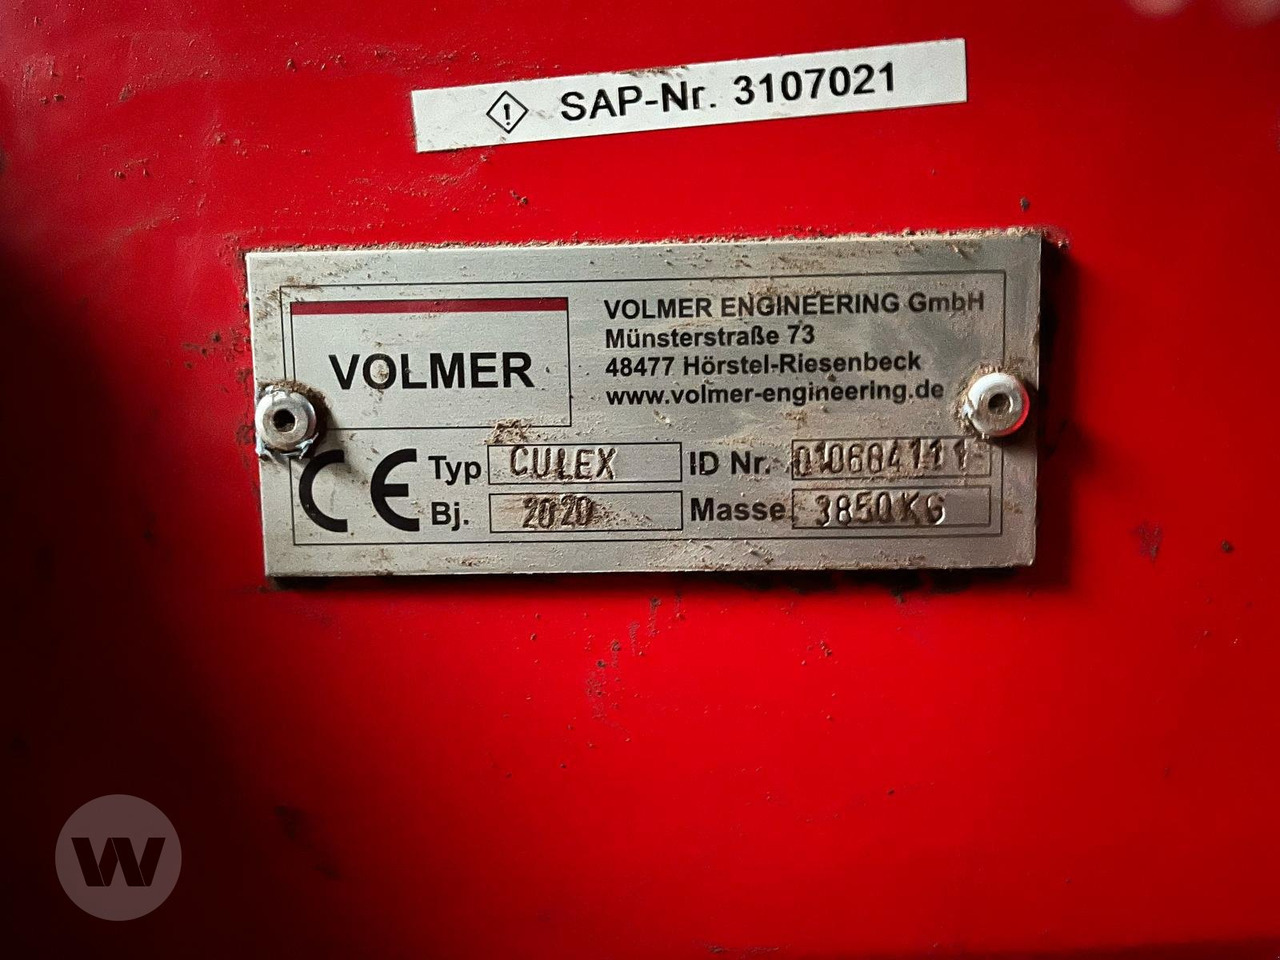 SAP-Nr. 3107021
VOLMER
VOLMER ENGINEERING GmbH
Münsterstraße 73
48477 Hörstel-Riesenbeck
www.volmer-engineering.de
CE Typ CULEX ID Nr.
Bj. 2020 Masse 3850KG
W